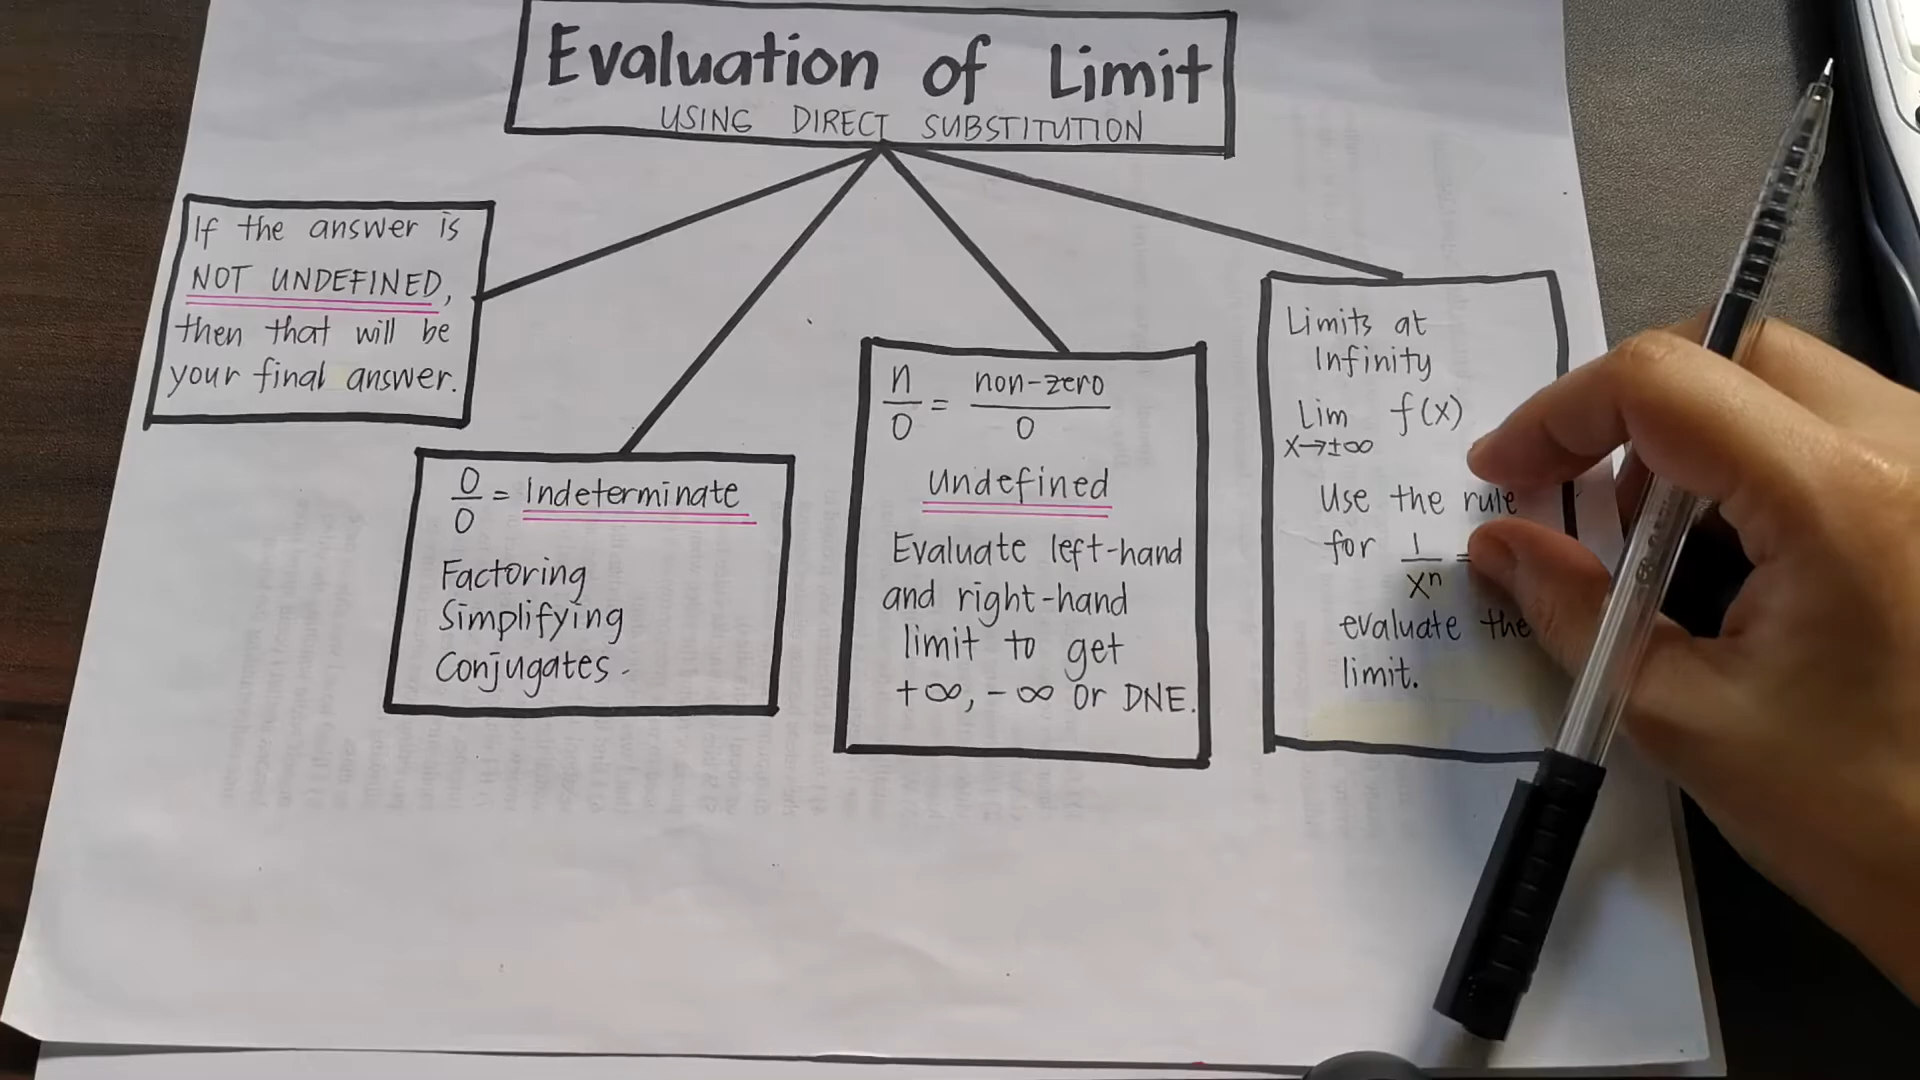 Evaluation of Limit
USING DIRECT SUBSTITUTION
If the answer is
NOT UNDEFINED,
then that will be
your final answer.
0/0 = Indeterminate
Factoring
Simplifying
Conjugates.
n/0 = non-zero/0
Undefined
Evaluate left-hand
and right-hand
limit to get
+∞, -∞ or DNE.
Limits at
Infinity
Lim f(x)
x→±∞
Use the rule
for 1/xⁿ =
evaluate the
limit.